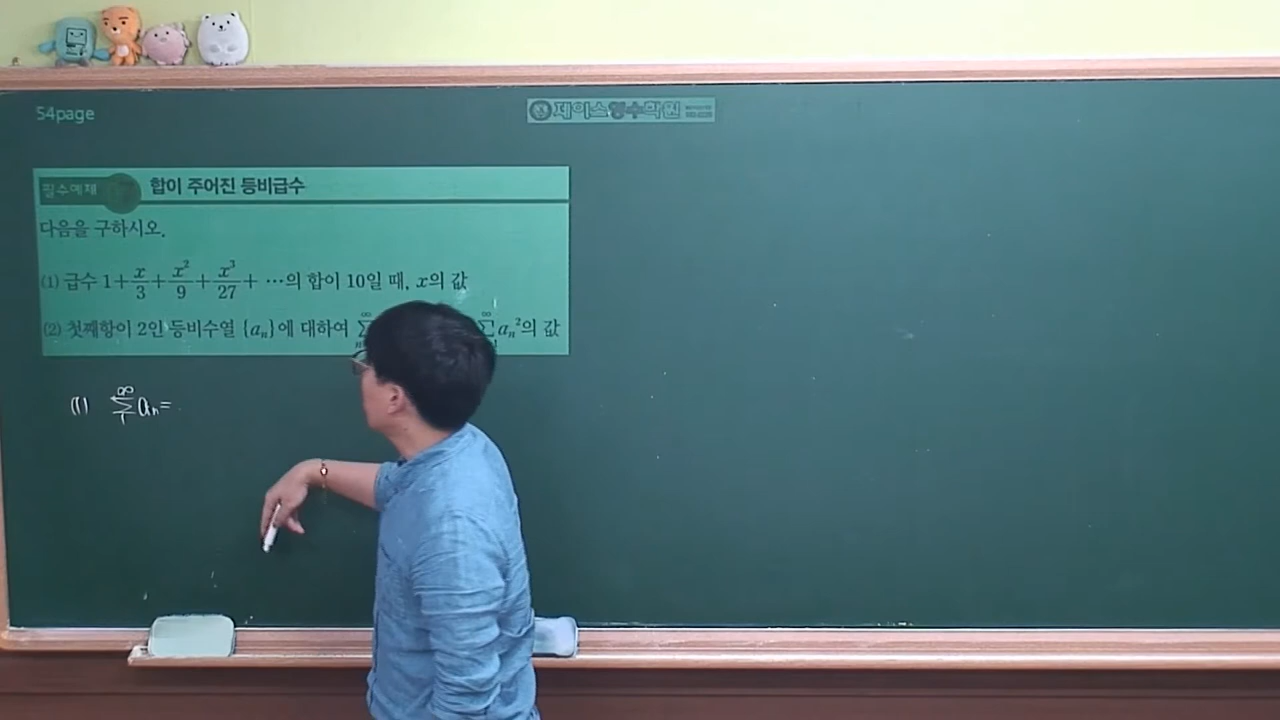 54page
제이스영수학원
필수예제
합이 주어진 등비급수
다음을 구하시오.
(1) 급수 1+x/3+x²/9+x³/27+ ⋯의 합이 10일 때, x의 값
(2) 첫째항이 2인 등비수열 {aₙ}에 대하여 ∑ ∞ ∑ ∞ aₙ²의 값
(1) ∑ ∞ 1 aₙ=